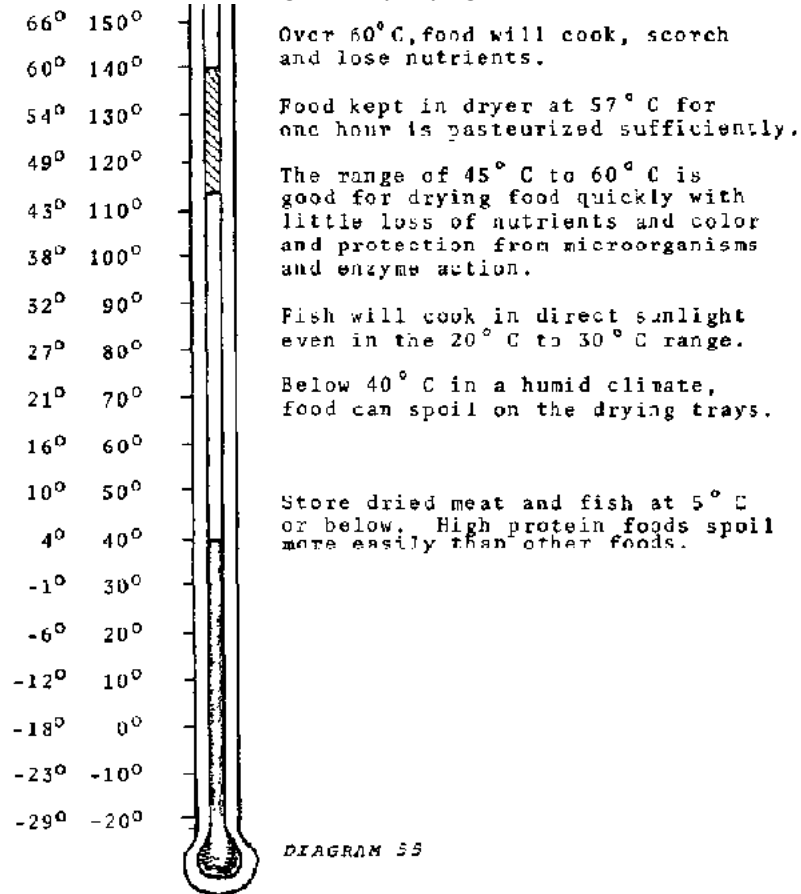 66° 150°
Over 60°C, food will cook, scorch
and lose nutrients.
60° 140°
Food kept in dryer at 57° C for
54° 130°
one hour is pasteurized sufficiently.
49° 120°
The range of 45° C to 60° C is
good for drying food quickly with
43° 110°
little loss of nutrients and color
and protection from microorganisms
38° 100°
and enzyme action.
32° 90°
Fish will cook in direct sunlight
even in the 20° C to 30° C range.
27° 80°
Below 40° C in a humid climate,
21° 70°
food can spoil on the drying trays.
16° 60°
10° 50°
Store dried meat and fish at 5° C
or below. High protein foods spoil
4° 40°
more easily than other foods.
-1° 30°
-6° 20°
-12° 10°
-18° 0°
-23° -10°
-29° -20°
DIAGRAM 55